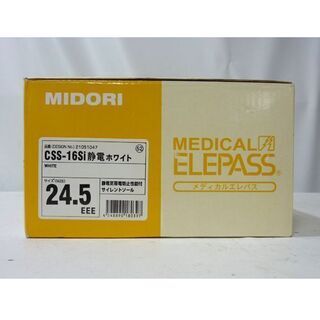 MIDORI
品番(DESIGN No.) 21051047
CSS-16Si 静電 ホワイト
WHITE
サイズ(SIZE)
24.5
EEE
静電気帯電防止性能付
サイレントソール
MEDICAL
ELEPASS®
メディカルエレパス